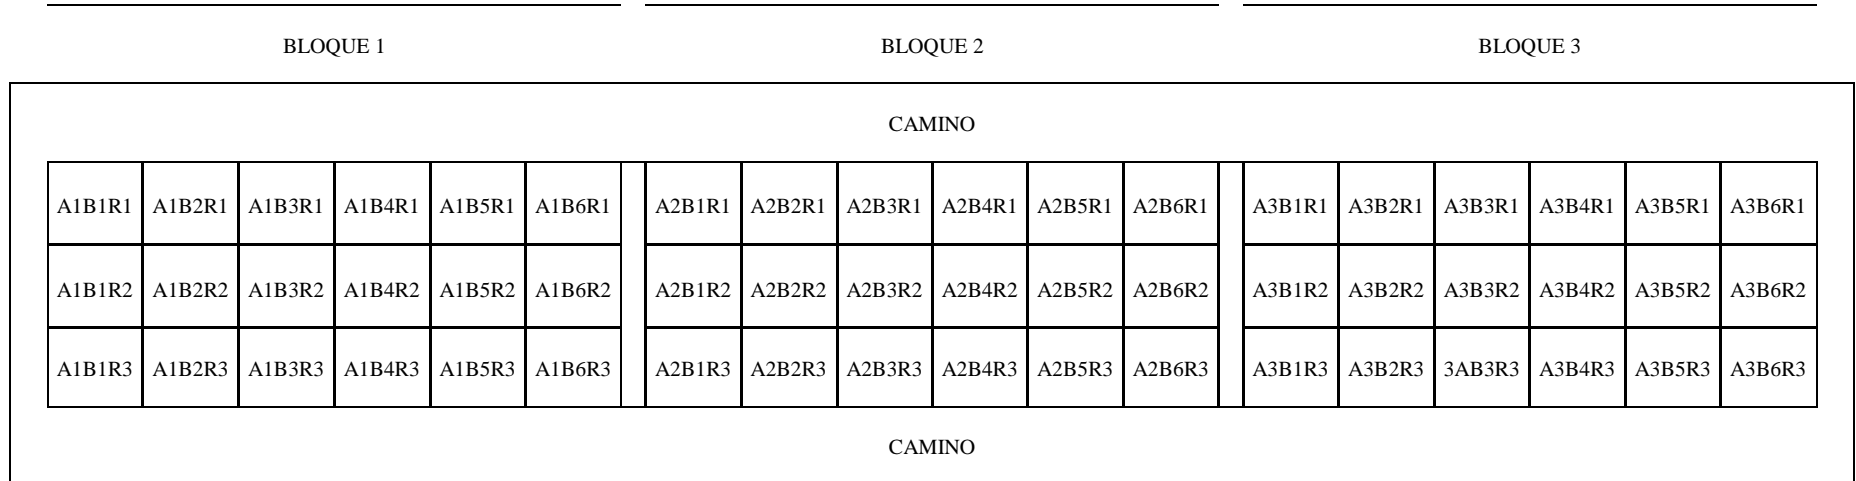 BLOQUE 1 BLOQUE 2 BLOQUE 3
CAMINO
A1B1R1 A1B2R1 A1B3R1 A1B4R1 A1B5R1 A1B6R1 A2B1R1 A2B2R1 A2B3R1 A2B4R1 A2B5R1 A2B6R1 A3B1R1 A3B2R1 A3B3R1 A3B4R1 A3B5R1 A3B6R1
A1B1R2 A1B2R2 A1B3R2 A1B4R2 A1B5R2 A1B6R2 A2B1R2 A2B2R2 A2B3R2 A2B4R2 A2B5R2 A2B6R2 A3B1R2 A3B2R2 A3B3R2 A3B4R2 A3B5R2 A3B6R2
A1B1R3 A1B2R3 A1B3R3 A1B4R3 A1B5R3 A1B6R3 A2B1R3 A2B2R3 A2B3R3 A2B4R3 A2B5R3 A2B6R3 A3B1R3 A3B2R3 3AB3R3 A3B4R3 A3B5R3 A3B6R3
CAMINO